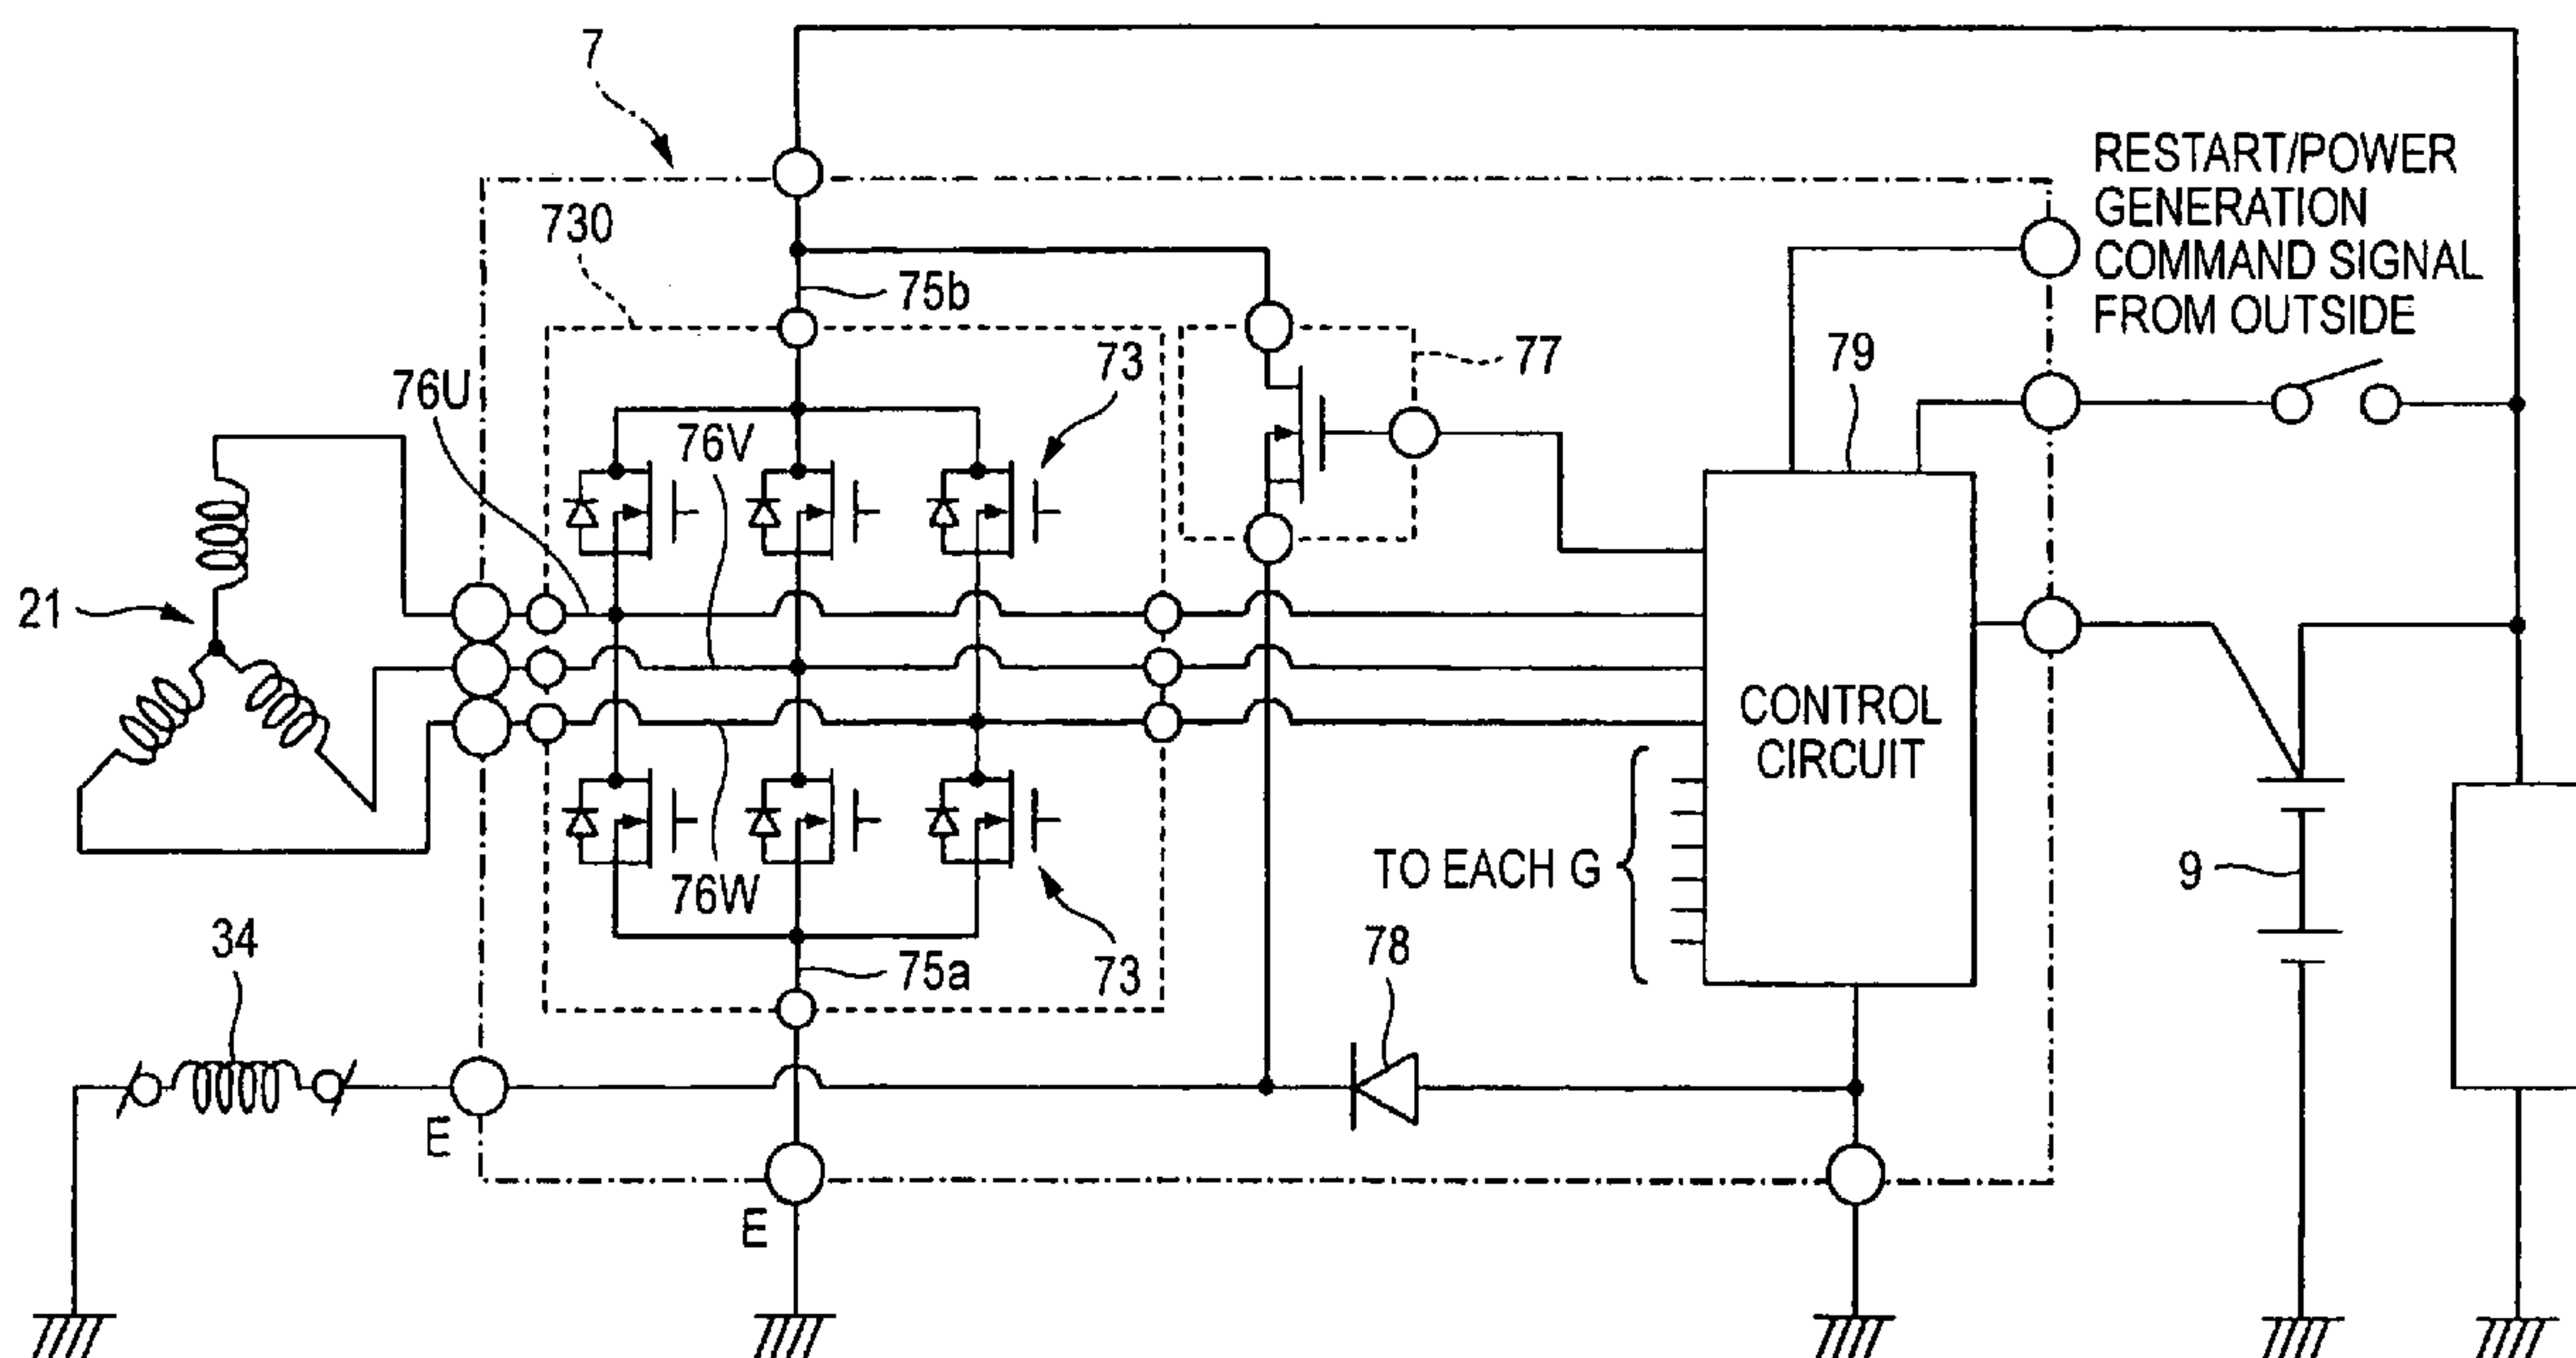 7
730
RESTART/POWER
GENERATION
COMMAND SIGNAL
FROM OUTSIDE
75b
77
79
73
76U
76V
21
CONTROL
CIRCUIT
TO EACH G
9
76W
34
75a
73
78
E
E